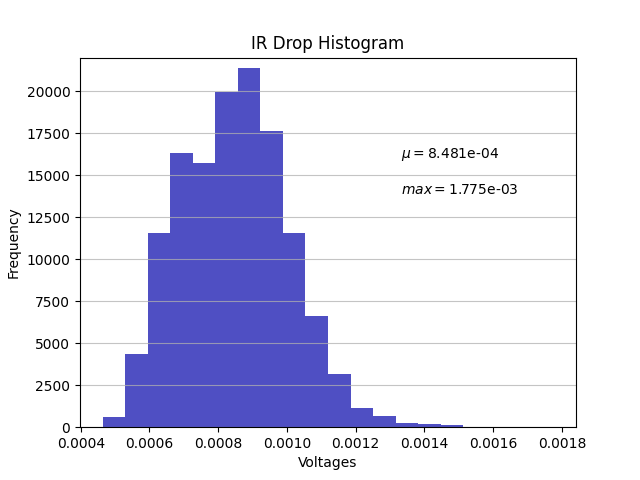 IR Drop Histogram
20000
17500
15000
12500
10000
7500
5000
2500
0
Frequency
μ = 8.481e-04
max = 1.775e-03
0.0004 0.0006 0.0008 0.0010 0.0012 0.0014 0.0016 0.0018
Voltages